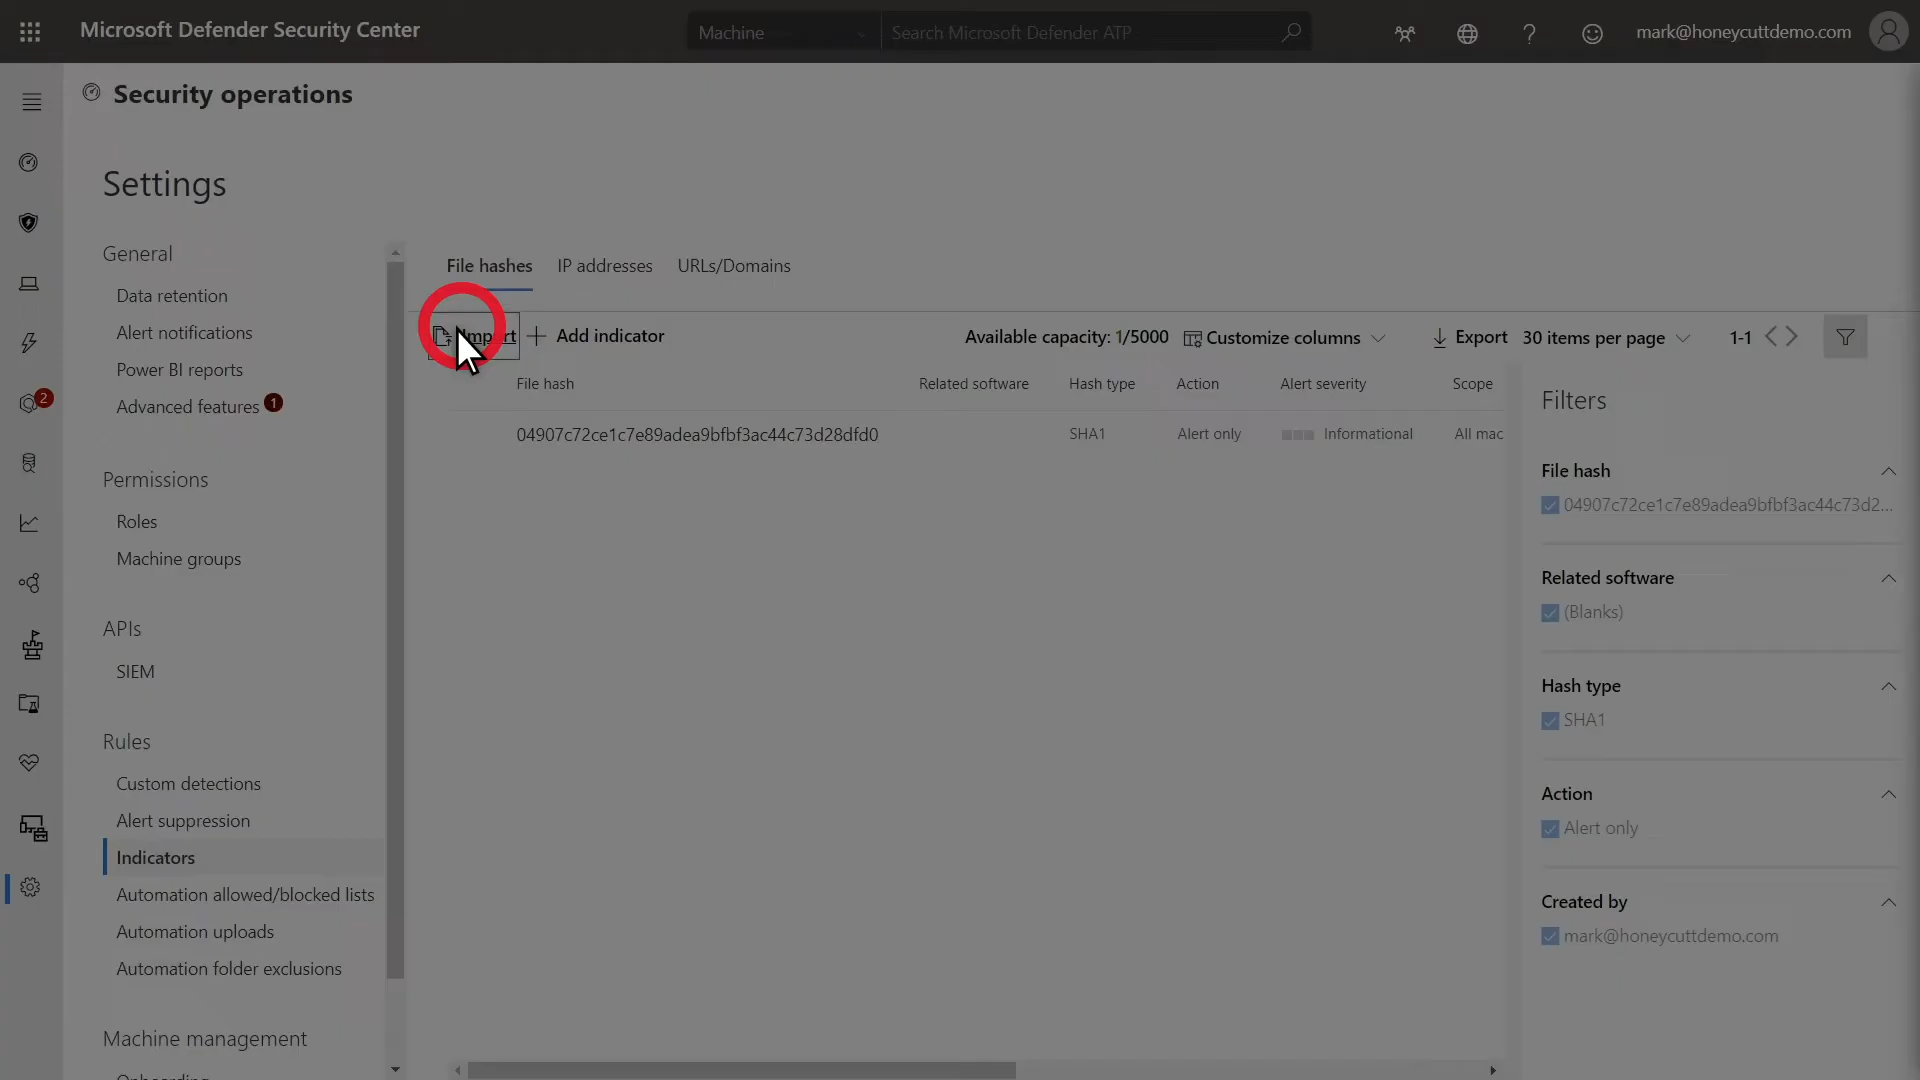 Microsoft Defender Security Center
Machine
Search Microsoft Defender ATP
mark@honeycuttdemo.com
Security operations
Settings
General
Data retention
Alert notifications
Power BI reports
Advanced features 1
2
Permissions
Roles
Machine groups
APIs
SIEM
Rules
Custom detections
Alert suppression
Indicators
Automation allowed/blocked lists
Automation uploads
Automation folder exclusions
Machine management
Onboarding
File hashes IP addresses URLs/Domains
Import Add indicator Available capacity: 1/5000 Customize columns Export 30 items per page 1-1
File hash Related software Hash type Action Alert severity Scope
04907c72ce1c7e89adea9bfbf3ac44c73d28dfd0 SHA1 Alert only Informational All mac
Filters
File hash
04907c72ce1c7e89adea9bfbf3ac44c73d2...
Related software
(Blanks)
Hash type
SHA1
Action
Alert only
Created by
mark@honeycuttdemo.com